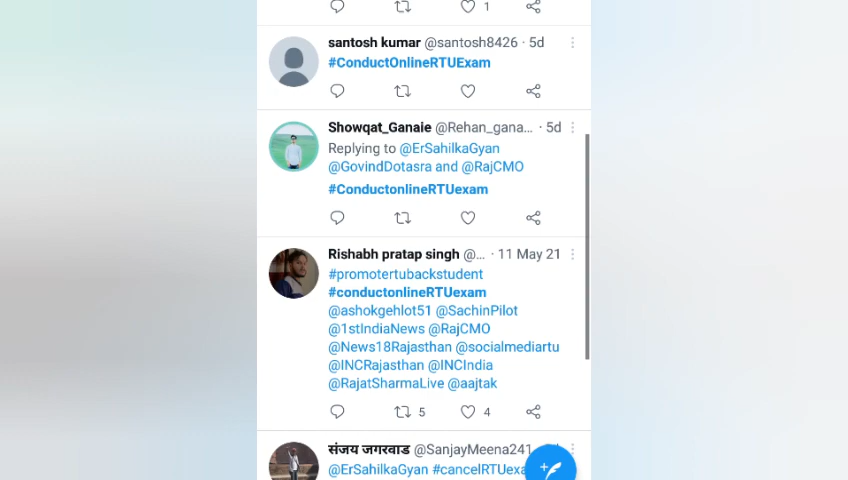 1
santosh kumar @santosh8426 · 5d
#ConductOnlineRTUExam
Showqat_Ganaie @Rehan_gana... · 5d
Replying to @ErSahilkaGyan
@GovindDotasra and @RajCMO
#ConductonlineRTUexam
Rishabh pratap singh @... · 11 May 21
#promotertubackstudent
#conductonlineRTUexam
@ashokgehlot51 @SachinPilot
@1stIndiaNews @RajCMO
@News18Rajasthan @socialmediartu
@INCRajasthan @INCIndia
@RajatSharmaLive @aajtak
5 4
संजय जगरवाड @SanjayMeena241
@ErSahilkaGyan #cancelRTUexa